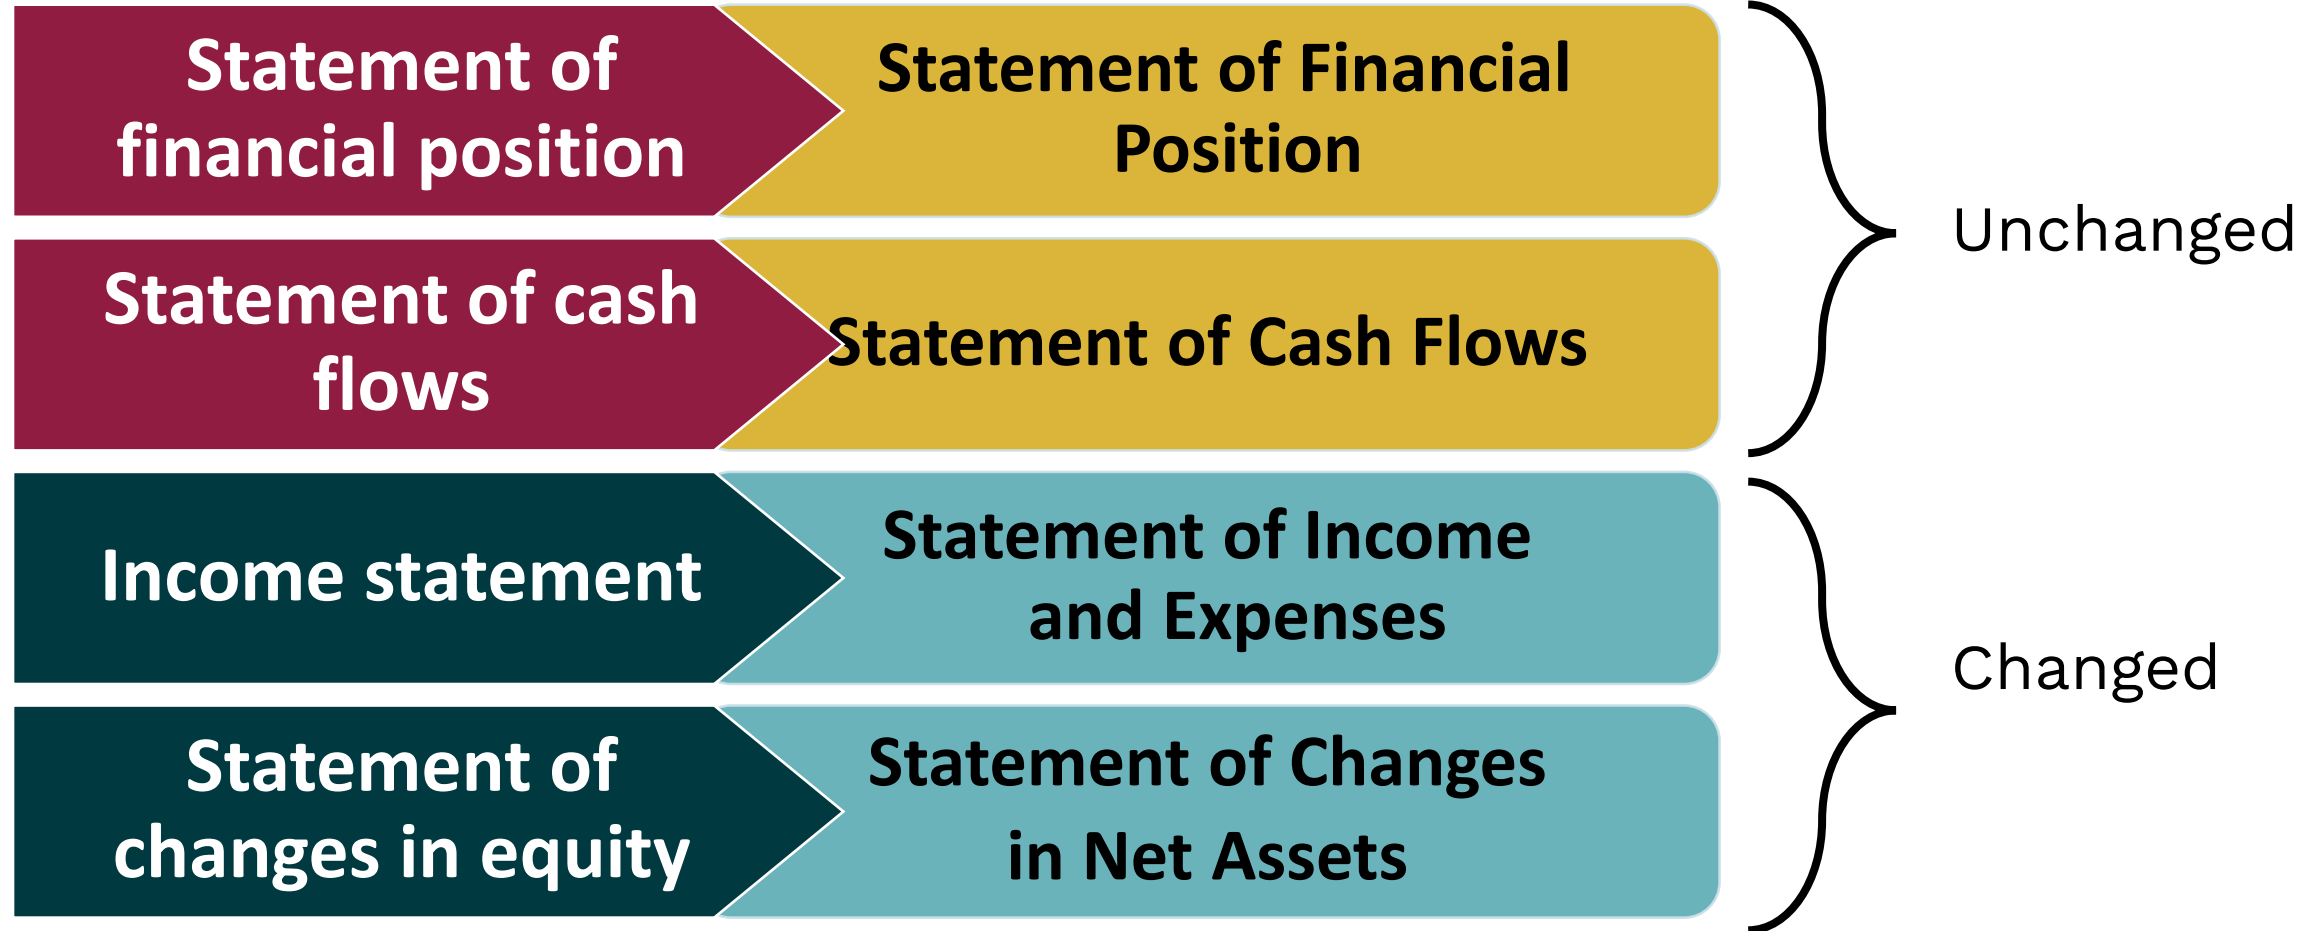 Statement of
financial position
Statement of Financial
Position
Statement of cash
flows
Statement of Cash Flows
Unchanged
Income statement
Statement of Income
and Expenses
Statement of
changes in equity
Statement of Changes
in Net Assets
Changed